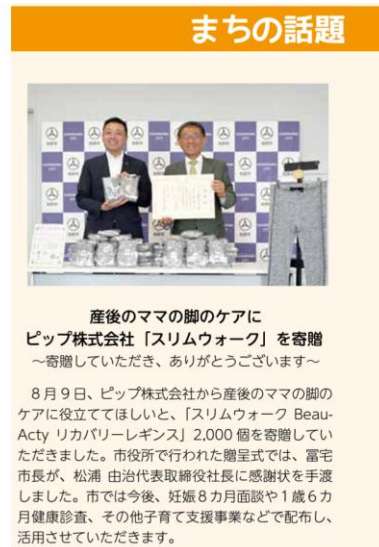 まちの話題
産後のママの脚のケアに
ピップ株式会社「スリムウォーク」を寄贈
～寄贈していただき、ありがとうございます～
8月9日、ピップ株式会社から産後のママの脚の
ケアに役立ててほしいと、「スリムウォーク Beau-
Acty リカバリーレギンス」2,000個を寄贈してい
ただきました。市役所で行われた贈呈式では、冨宅
市長が、松浦 由治代表取締役社長に感謝状を手渡
しました。市では今後、妊娠8カ月面談や1歳6カ
月健康診査、その他子育て支援事業などで配布し、
活用させていただきます。